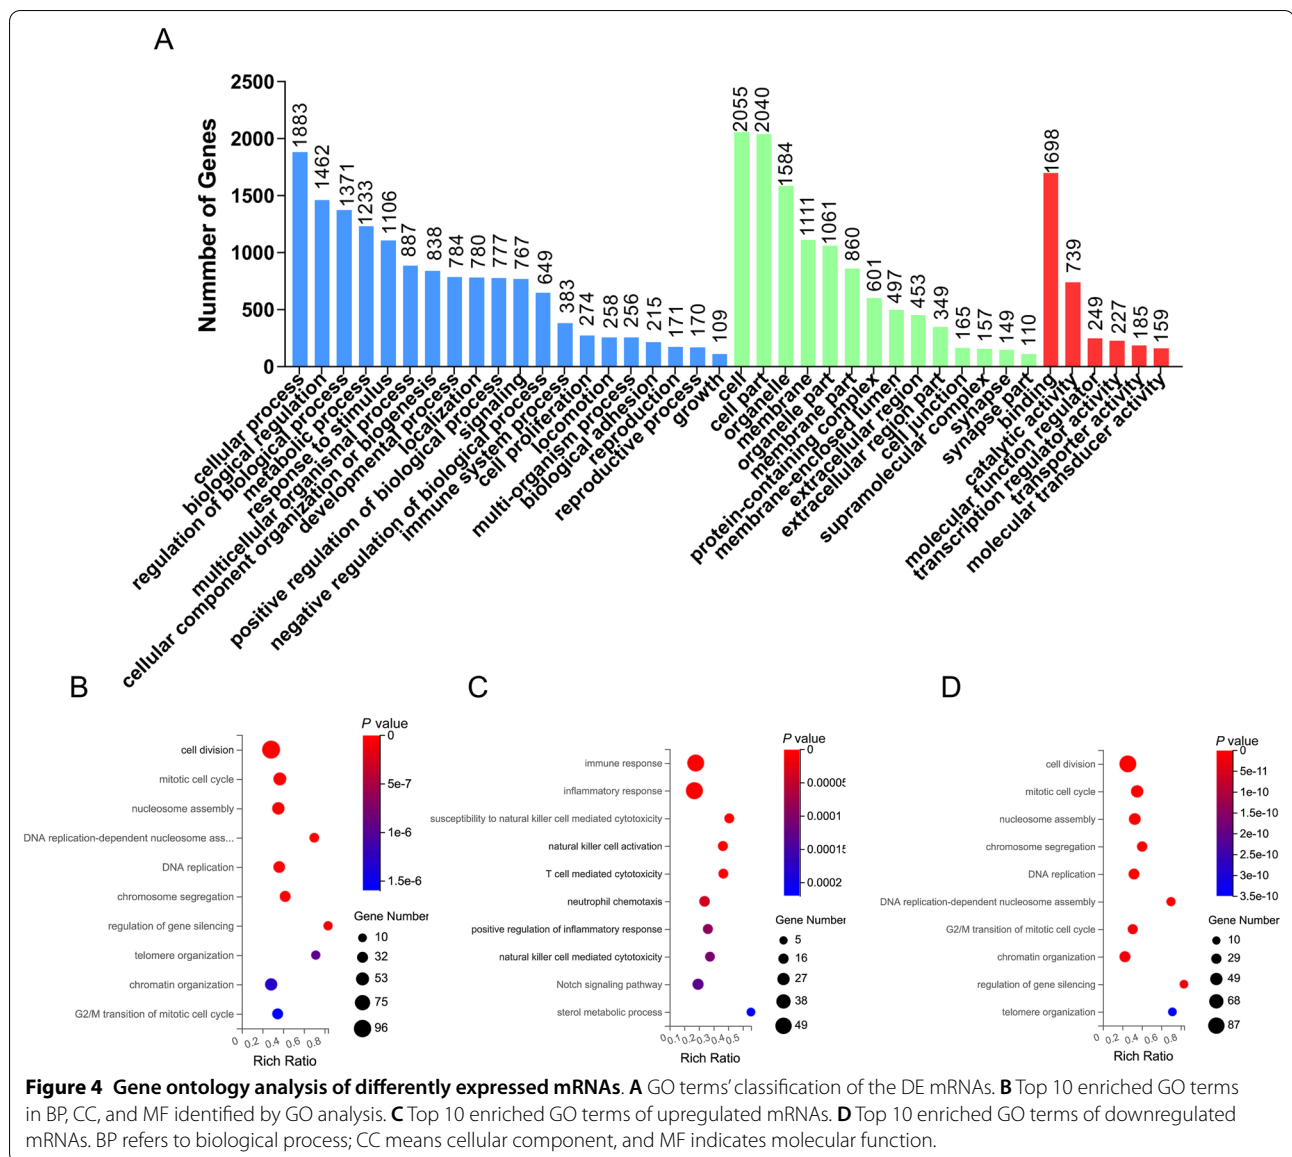 A
Nummber of Genes
2500
2000
1500
1000
500
0
1883
1462
1371
1233
1106
887
838
784
780
777
767
649
383
274
258
256
215
171
170
109
2055
2040
1584
1111
1061
860
601
497
453
349
165
157
149
110
1698
739
249
227
185
159
cellular process
biological regulation
regulation of biological process
metabolic process
response to stimulus
multicellular organismal process
cellular component organization or biogenesis
developmental process
localization
positive regulation of biological process
signaling
negative regulation of biological process
immune system process
cell proliferation
locomotion
multi-organism process
biological adhesion
reproduction
reproductive process
growth
cell
cell part
organelle
membrane
organelle part
membrane part
protein-containing complex
membrane-enclosed lumen
extracellular region
extracellular region part
cell junction
supramolecular complex
synapse
synapse part
binding
catalytic activity
molecular function regulator
transcription regulator activity
transporter activity
molecular transducer activity
B
cell division
mitotic cell cycle
nucleosome assembly
DNA replication-dependent nucleosome ass...
DNA replication
chromosome segregation
regulation of gene silencing
telomere organization
chromatin organization
G2/M transition of mitotic cell cycle
0 0.2 0.4 0.6 0.8
Rich Ratio
P value
0
5e-7
1e-6
1.5e-6
Gene Number
10
32
53
75
96
C
immune response
inflammatory response
susceptibility to natural killer cell mediated cytotoxicity
natural killer cell activation
T cell mediated cytotoxicity
neutrophil chemotaxis
positive regulation of inflammatory response
natural killer cell mediated cytotoxicity
Notch signaling pathway
sterol metabolic process
0 0.1 0.2 0.3 0.4 0.5
Rich Ratio
P value
0
0.00005
0.0001
0.00015
0.0002
Gene Number
5
16
27
38
49
D
cell division
mitotic cell cycle
nucleosome assembly
chromosome segregation
DNA replication
DNA replication-dependent nucleosome assembly
G2/M transition of mitotic cell cycle
chromatin organization
regulation of gene silencing
telomere organization
0 0.2 0.4 0.6 0.8
Rich Ratio
P value
0
5e-11
1e-10
1.5e-10
2e-10
2.5e-10
3e-10
3.5e-10
Gene Number
10
29
49
68
87
Figure 4 Gene ontology analysis of differently expressed mRNAs. A GO terms' classification of the DE mRNAs. B Top 10 enriched GO terms
in BP, CC, and MF identified by GO analysis. C Top 10 enriched GO terms of upregulated mRNAs. D Top 10 enriched GO terms of downregulated
mRNAs. BP refers to biological process; CC means cellular component, and MF indicates molecular function.